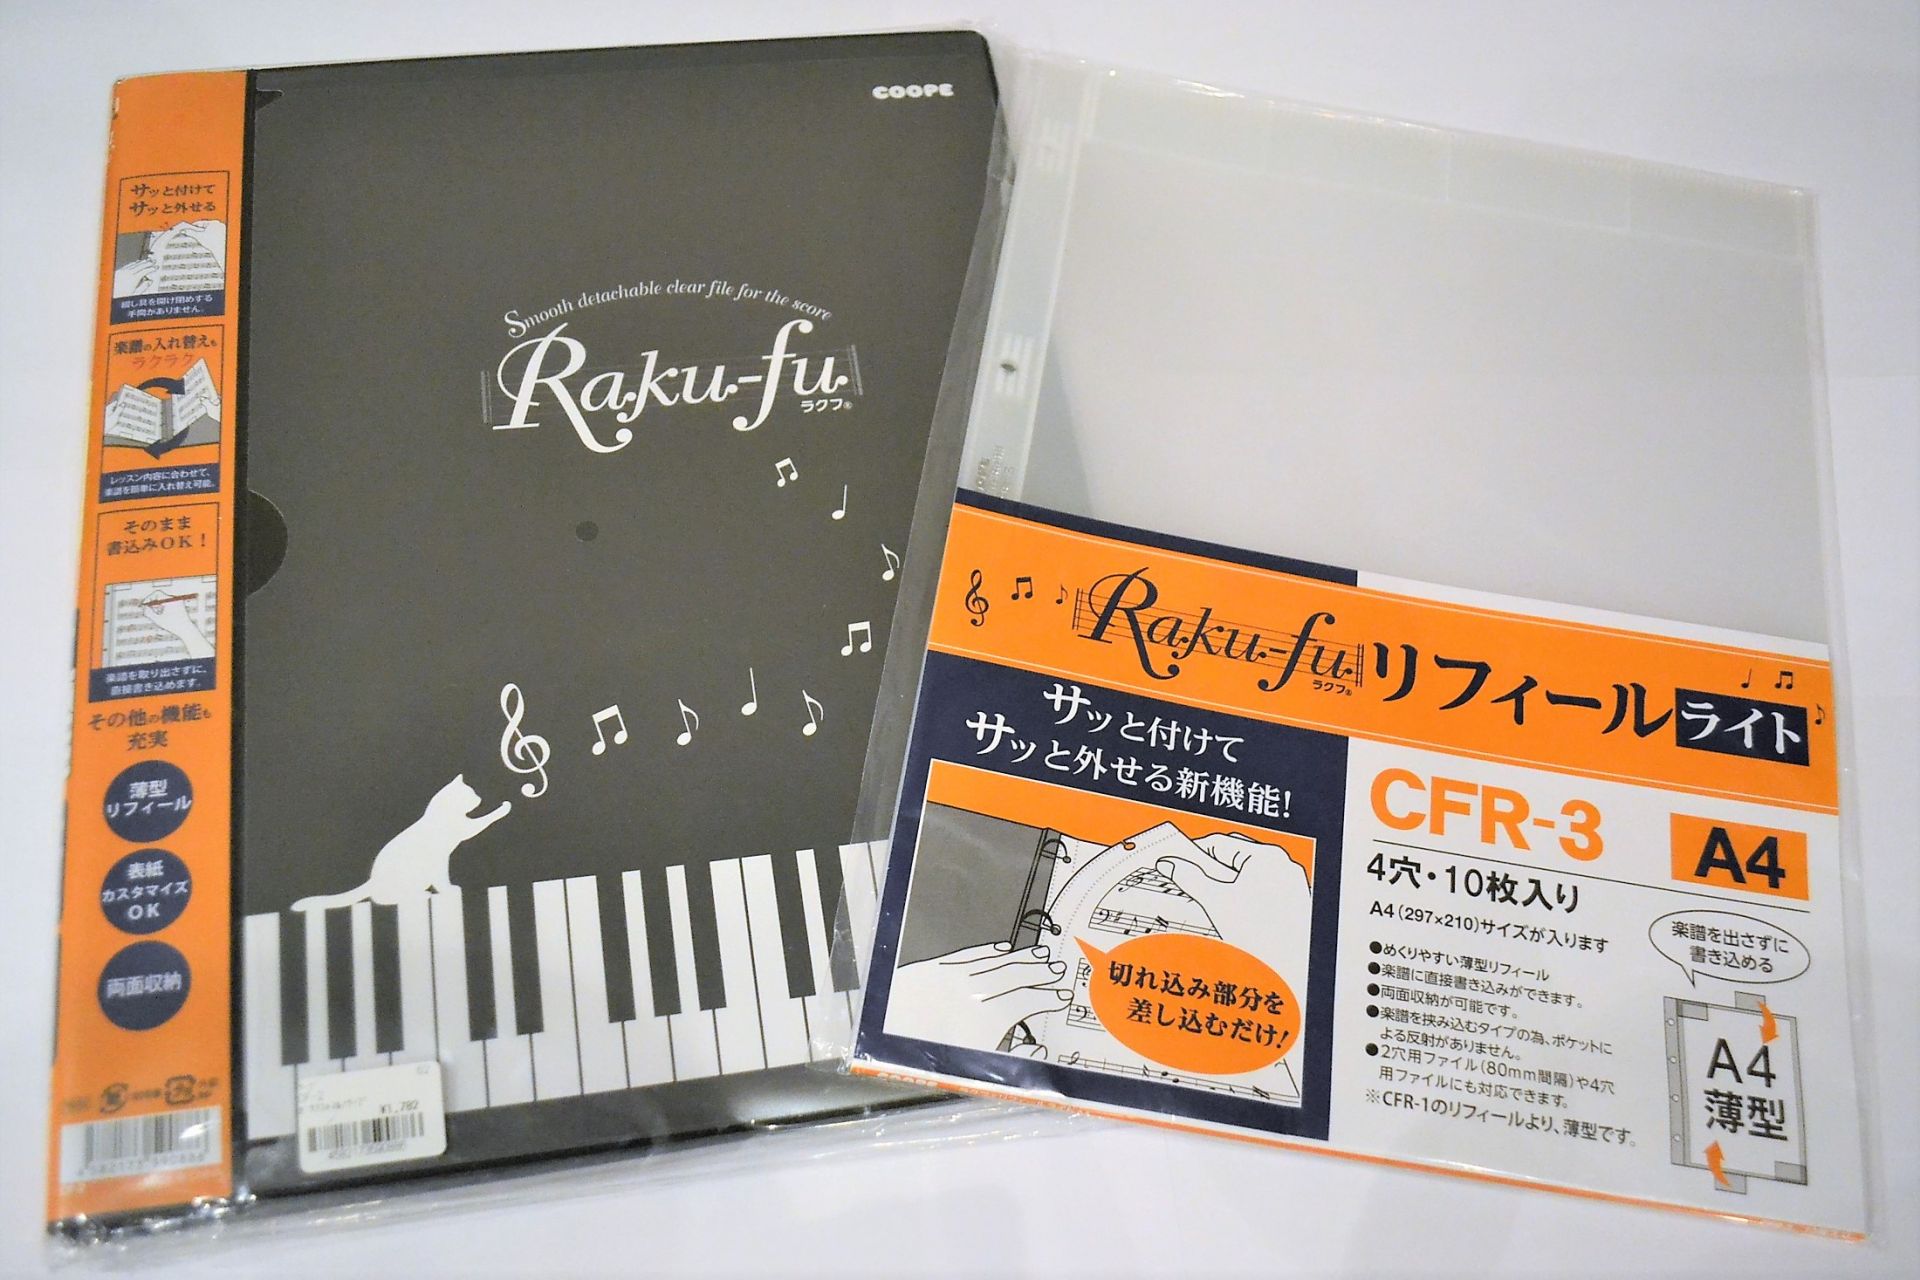 COOPE
Smooth detachable clear file for the score
Raku-fu
ラクフ®
サッと付けて
サッと外せる
綴じ具を開け閉めする
手間がありません。
楽譜の入れ替えも
ラクラク
レッスン内容に合わせて、
楽譜を簡単に入れ替え可能。
そのまま
書込みOK!
楽譜を取り出さずに、
直接書き込めます。
その他の機能も
充実
薄型
リフィール
表紙
カスタマイズ
OK
両面収納
¥1,782
Raku-fu リフィール ライト
ラクフ®
サッと付けて
サッと外せる新機能!
切れ込み部分を
差し込むだけ!
CFR-3
A4
4穴・10枚入り
A4(297×210)サイズが入ります
●めくりやすい薄型リフィール
●楽譜に直接書き込みができます。
●両面収納が可能です。
●楽譜を挟み込むタイプの為、ポケットに
よる反射がありません。
●2穴用ファイル(80mm間隔)や4穴
用ファイルにも対応できます。
※CFR-1のリフィールより、薄型です。
楽譜を出さずに
書き込める
A4
薄型